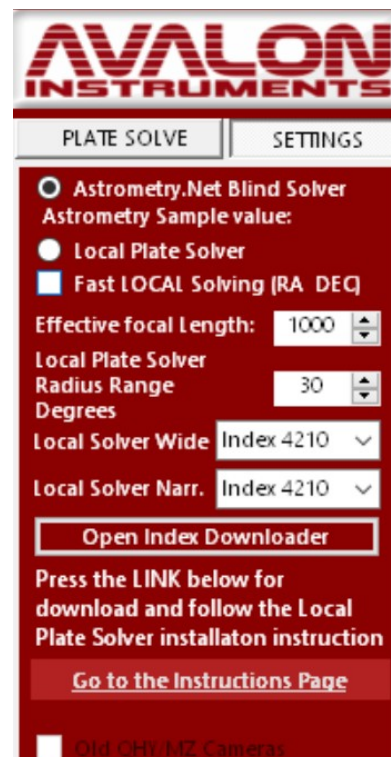 AVALON
INSTRUMENTS
PLATE SOLVE
SETTINGS
Astrometry.Net Blind Solver
Astrometry Sample value:
Local Plate Solver
Fast LOCAL Solving (RA DEC)
Effective focal Length: 1000
Local Plate Solver
Radius Range
Degrees
30
Local Solver Wide Index 4210
Local Solver Narr. Index 4210
Open Index Downloader
Press the LINK below for
download and follow the Local
Plate Solver installaton instruction
Go to the Instructions Page
Old QHY/MZ Cameras